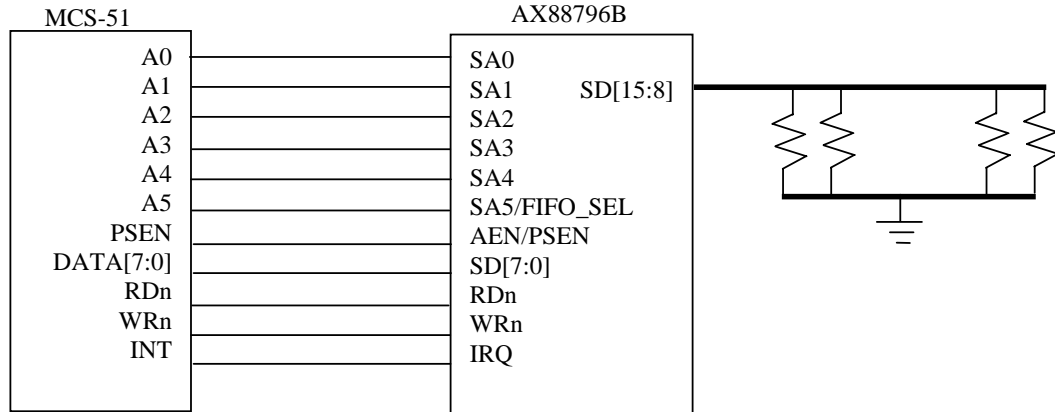 MCS-51
AX88796B
A0
A1
A2
A3
A4
A5
PSEN
DATA[7:0]
RDn
WRn
INT
SA0
SA1
SA2
SA3
SA4
SA5/FIFO_SEL
AEN/PSEN
SD[7:0]
RDn
WRn
IRQ
SD[15:8]